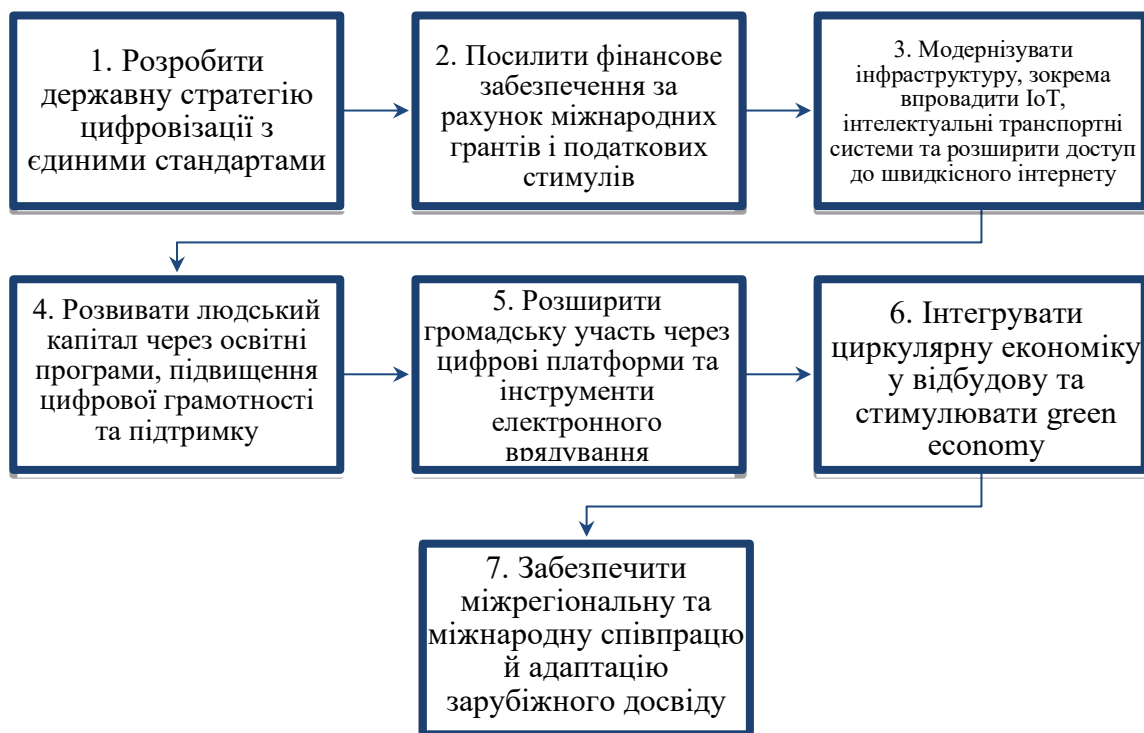 1. Розробити
державну стратегію
цифровізації з
єдиними стандартами
2. Посилити фінансове
забезпечення за
рахунок міжнародних
грантів і податкових
стимулів
3. Модернізувати
інфраструктуру, зокрема
впровадити IoT,
інтелектуальні транспортні
системи та розширити доступ
до швидкісного інтернету
4. Розвивати людський
капітал через освітні
програми, підвищення
цифрової грамотності
та підтримку
5. Розширити
громадську участь через
цифрові платформи та
інструменти
електронного
врядування
6. Інтегрувати
циркулярну економіку
у відбудову та
стимулювати green
economy
7. Забезпечити
міжрегіональну та
міжнародну співпрацю
й адаптацію
зарубіжного досвіду